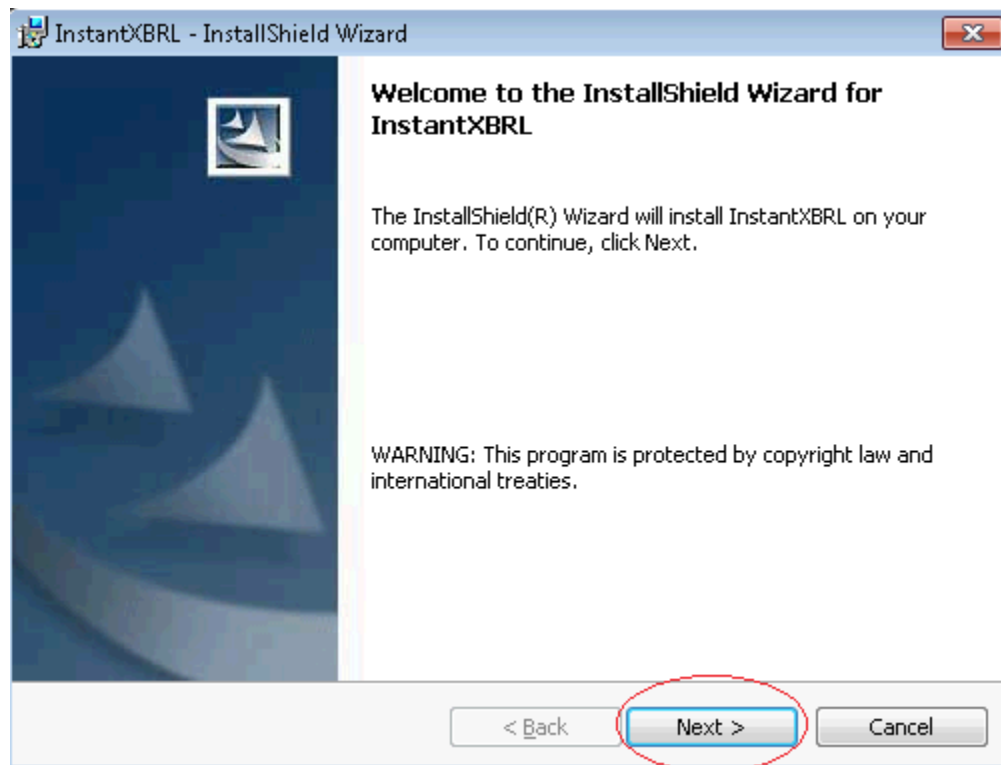 InstantXBRL - InstallShield Wizard
Welcome to the InstallShield Wizard for
InstantXBRL
The InstallShield(R) Wizard will install InstantXBRL on your
computer. To continue, click Next.
WARNING: This program is protected by copyright law and
international treaties.
< Back Next > Cancel